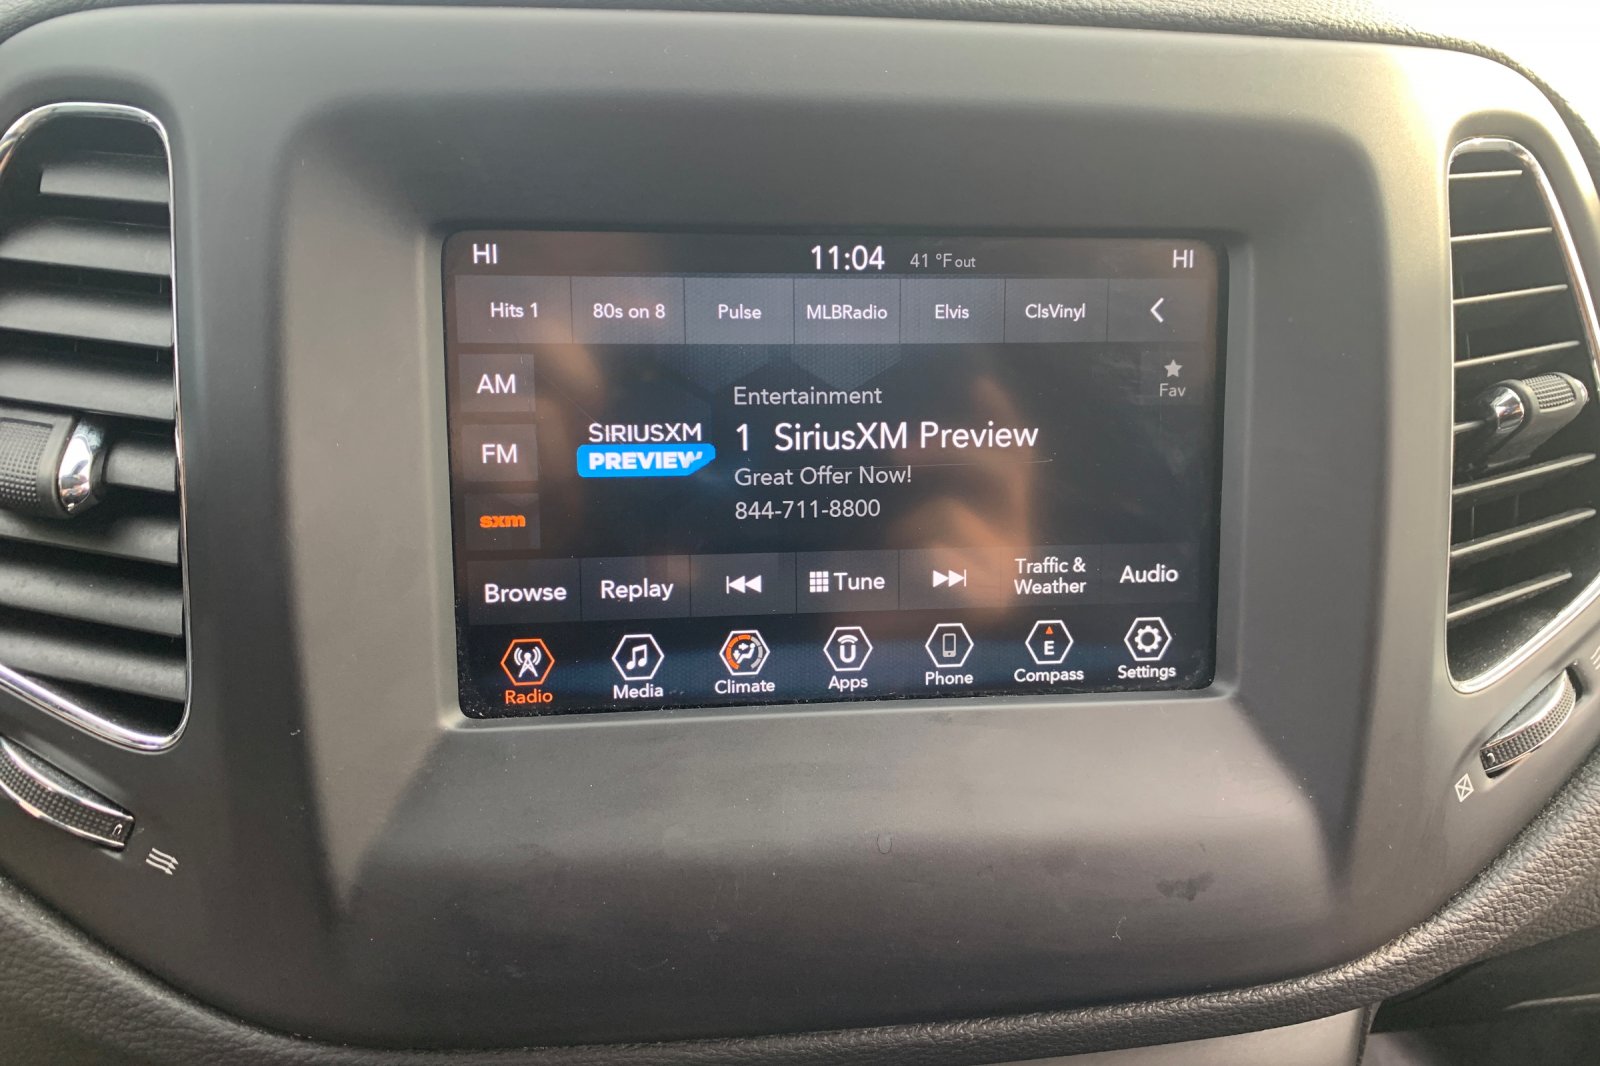 HI 11:04 41 °F out HI
Hits 1 80s on 8 Pulse MLBRadio Elvis ClsVinyl
AM
Fav
Entertainment
SIRIUSXM
PREVIEW
1 SiriusXM Preview
FM
Great Offer Now!
844-711-8800
sxm
Browse Replay Tune Traffic &
Weather Audio
E
Radio Media Climate Apps Phone Compass Settings